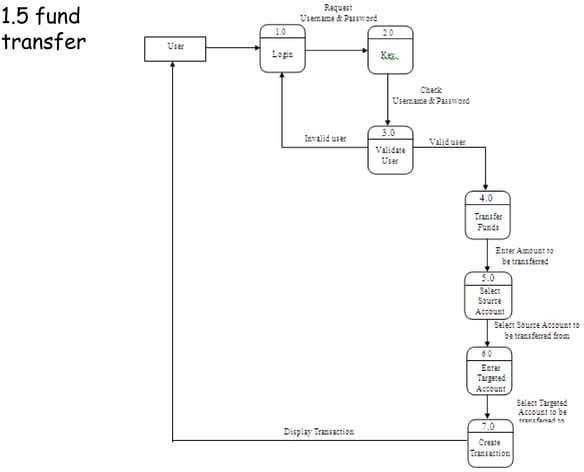 1.5 fund
transfer
Request
Username & Password
1.0
Login
2.0
Key..
User
Check
Username & Password
Invalid user
3.0
Validate
User
Valid user
4.0
Transfer
Funds
Enter Amount to
be transferred
5.0
Select
Source
Account
Select Source Account to
be transferred from
6.0
Enter
Targeted
Account
Select Targeted
Account to be
transferred to
7.0
Create
Transaction
Display Transaction